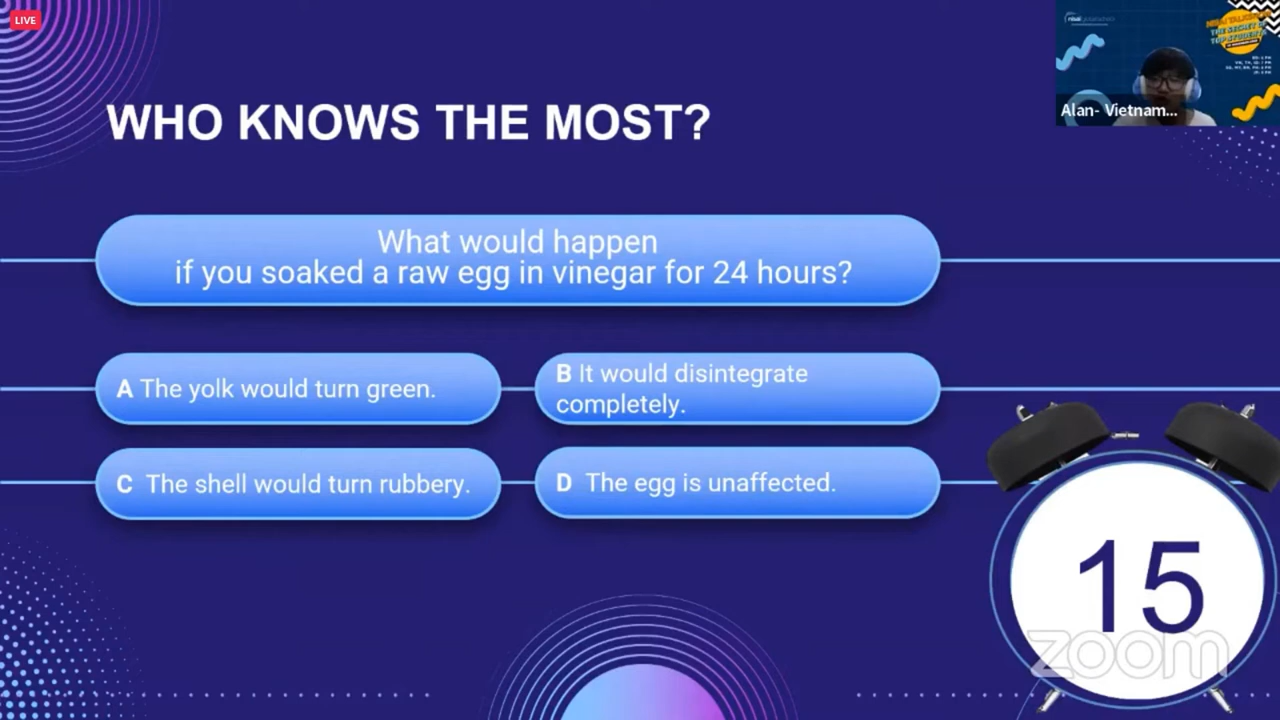 LIVE
WHO KNOWS THE MOST?
Alan- Vietnam...
What would happen
if you soaked a raw egg in vinegar for 24 hours?
A The yolk would turn green.
B It would disintegrate
completely.
C The shell would turn rubbery.
D The egg is unaffected.
15
zoom